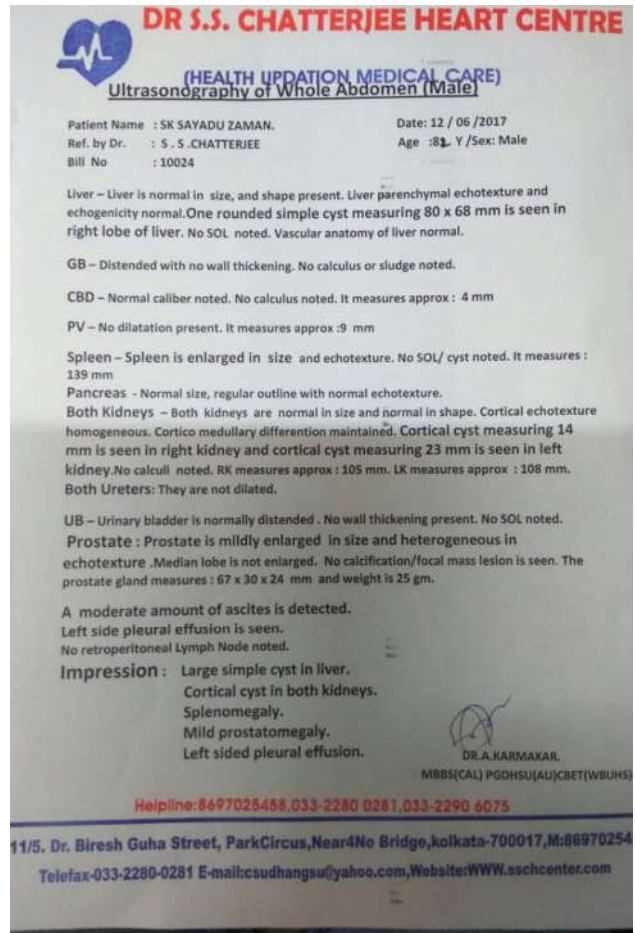 DR S.S. CHATTERJEE HEART CENTRE
(HEALTH UPDATION MEDICAL CARE)
Ultrasonography of Whole Abdomen (Male)
Patient Name : SK SAYADU ZAMAN. Date: 12 / 06 /2017
Ref. by Dr. : S . S .CHATTERJEE Age : Y /Sex: Male
Bill No : 10024
Liver – Liver is normal in size, and shape present. Liver parenchymal echotexture and
echogenicity normal.One rounded simple cyst measuring 80 x 68 mm is seen in
right lobe of liver. No SOL noted. Vascular anatomy of liver normal.
GB – Distended with no wall thickening. No calculus or sludge noted.
CBD – Normal caliber noted. No calculus noted. It measures approx : 4 mm
PV – No dilatation present. It measures approx :9 mm
Spleen – Spleen is enlarged in size and echotexture. No SOL/ cyst noted. It measures :
139 mm
Pancreas - Normal size, regular outline with normal echotexture.
Both Kidneys – Both kidneys are normal in size and normal in shape. Cortical echotexture
homogeneous. Cortico medullary differention maintained. Cortical cyst measuring 14
mm is seen in right kidney and cortical cyst measuring 23 mm is seen in left
kidney.No calculi noted. RK measures approx : 105 mm. LK measures approx : 108 mm.
Both Ureters: They are not dilated.
UB – Urinary bladder is normally distended . No wall thickening present. No SOL noted.
Prostate : Prostate is mildly enlarged in size and heterogeneous in
echotexture .Median lobe is not enlarged. No calcification/focal mass lesion is seen. The
prostate gland measures : 67 x 30 x 24 mm and weight is 25 gm.
A moderate amount of ascites is detected.
Left side pleural effusion is seen.
No retroperitoneal Lymph Node noted.
Impression : Large simple cyst in liver.
Cortical cyst in both kidneys.
Splenomegaly.
Mild prostatomegaly.
Left sided pleural effusion.
DR.A.KARMAKAR.
MBBS(CAL) PGDHSU(AU)CBET(WBUHS)
Helpline:8697025458,033-2280 0281,033-2290 6075
11/5. Dr. Biresh Guha Street, ParkCircus,Near4No Bridge,kolkata-700017,M:86970254
Telefax-033-2280-0281 E-mail:csudhangsu@yahoo.com,Website:WWW.sschcenter.com